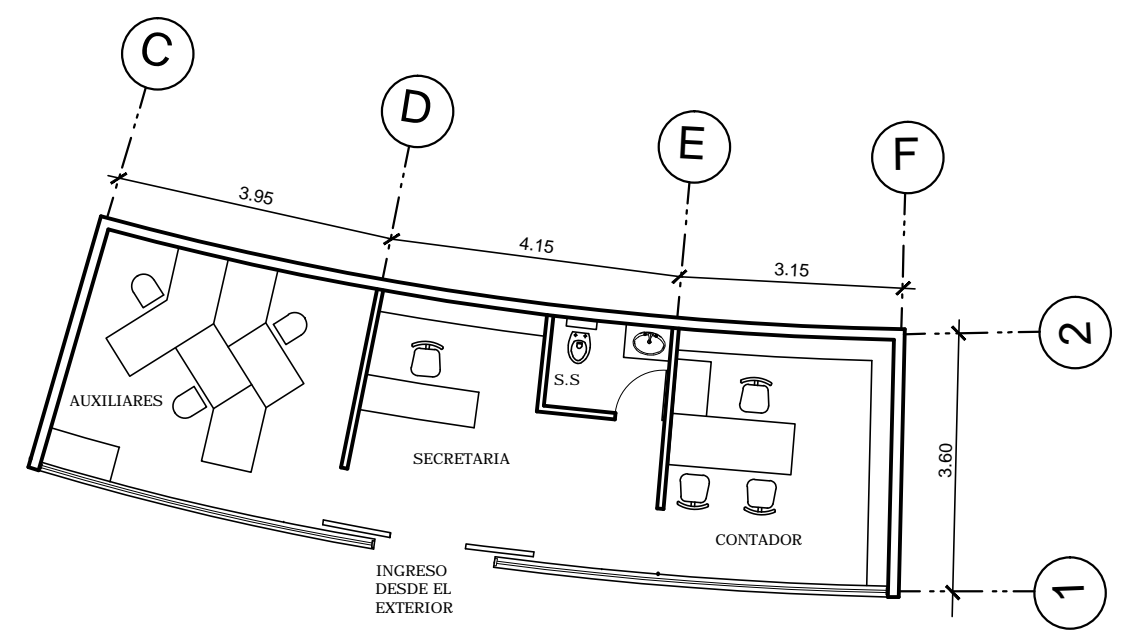 C
D
E
F
3.95
4.15
3.15
2
S.S
AUXILIARES
SECRETARIA
3.60
CONTADOR
INGRESO
DESDE EL
EXTERIOR
1